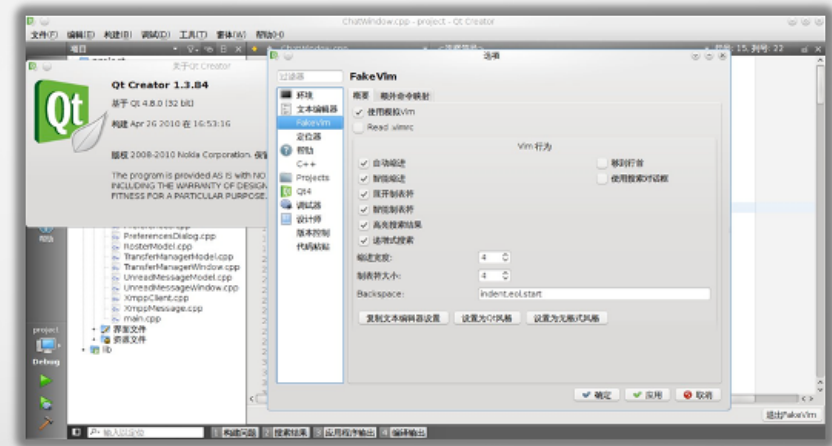 ChatWindow.cpp - project - Qt Creator
文件(F) 编辑(E) 构建(B) 调试(D) 工具(T) 窗体(W) 帮助(H)
项目
行号: 15, 列号: 22
关于Qt Creator
Qt Creator 1.3.84
基于 Qt 4.8.0 (32 bit)
构建 Apr 26 2010 在 16:53:16
版权 2008-2010 Nokia Corporation.
The program is provided AS IS with NO
INCLUDING THE WARRANTY OF DESIGN
FITNESS FOR A PARTICULAR PURPOSE.
Qt
选项
过滤器
环境
文本编辑器
FakeVim
定位器
帮助
C++
Projects
Qt4
调试器
设计师
版本控制
代码粘贴
FakeVim
概要 额外命令映射
使用模拟Vim
Read .vimrc
Vim 行为
自动缩进
智能缩进
展开制表符
智能制表符
高亮搜索结果
递增式搜索
移到行首
使用搜索对话框
缩进宽度: 4
制表符大小: 4
Backspace: indent,eol,start
复制文本编辑器设置 设置为Qt风格 设置为无格式风格
确定 应用 取消
帮助
PreferencesDialog.cpp
RosterModel.cpp
TransferManagerModel.cpp
TransferManagerWindow.cpp
UnreadMessageModel.cpp
UnreadMessageWindow.cpp
XmppClient.cpp
XmppMessage.cpp
main.cpp
界面文件
资源文件
lib
project
Debug
退出FakeVim
输入以定位
1 构建问题 2 搜索结果 3 应用程序输出 4 编译输出